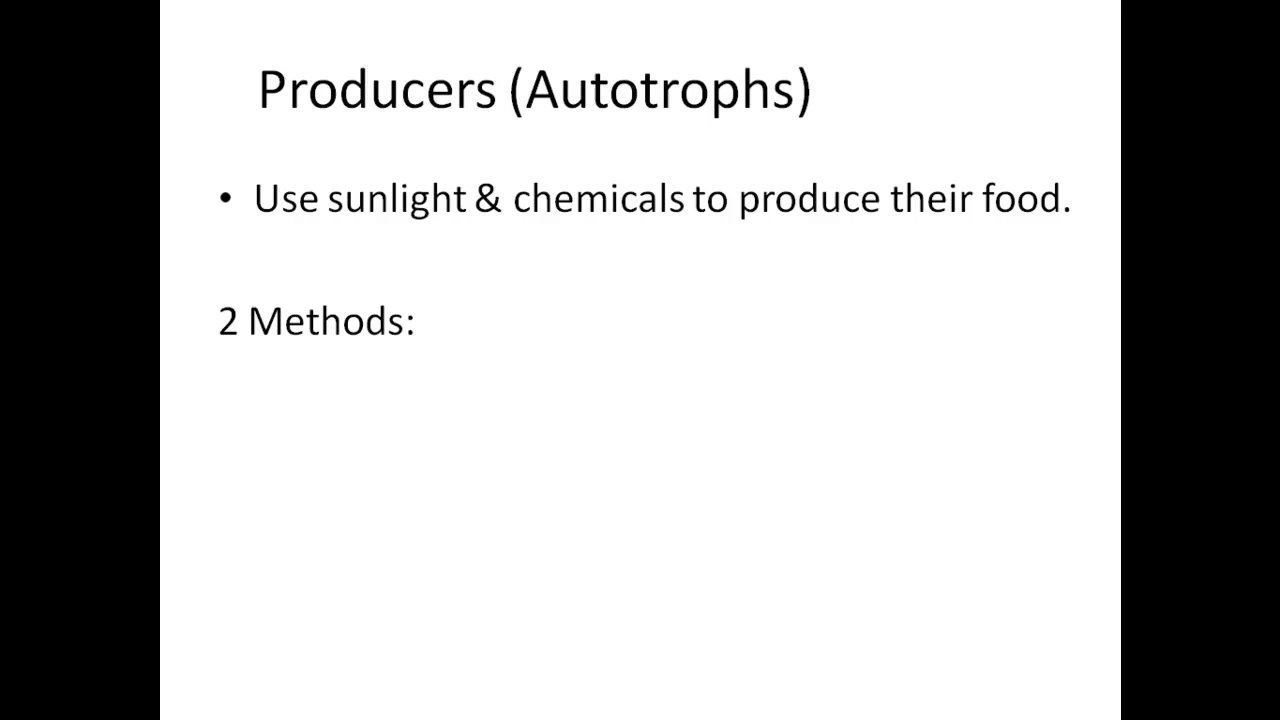 Producers (Autotrophs)
• Use sunlight & chemicals to produce their food.
2 Methods: